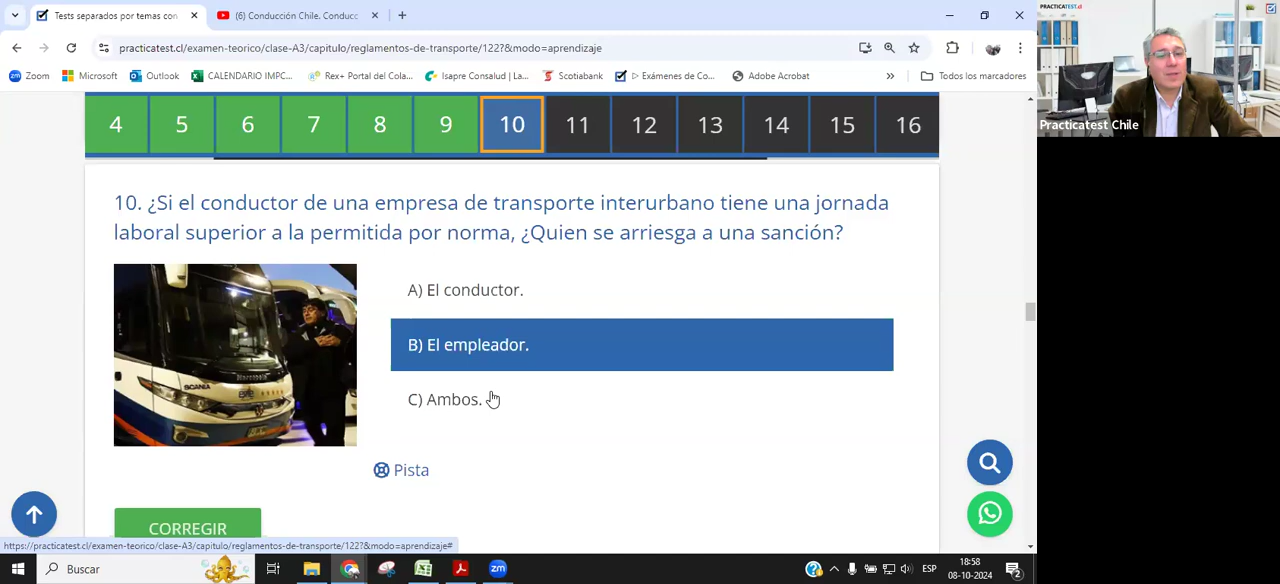 Tests separados por temas con
(6) Conducción Chile. Conducc
practicatest.cl/examen-teorico/clase-A3/capitulo/reglamentos-de-transporte/122?&modo=aprendizaje
Zoom
Microsoft
Outlook
CALENDARIO IMPC...
Rex+ Portal del Cola...
Isapre Consalud | La...
Scotiabank
▷ Exámenes de Co...
Adobe Acrobat
»
Todos los marcadores
PRACTICATEST.cl
Practicatest Chile
4 5 6 7 8 9 10 11 12 13 14 15 16
10. ¿Si el conductor de una empresa de transporte interurbano tiene una jornada
laboral superior a la permitida por norma, ¿Quien se arriesga a una sanción?
A) El conductor.
B) El empleador.
C) Ambos.
SCANIA
Pista
CORREGIR
https://practicatest.cl/examen-teorico/clase-A3/capitulo/reglamentos-de-transporte/122?&modo=aprendizaje#
Buscar
ESP
18:58
08-10-2024
2